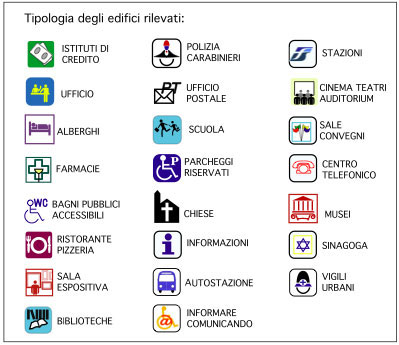 Tipologia degli edifici rilevati:
ISTITUTI DI
CREDITO
UFFICIO
ALBERGHI
FARMACIE
WC
BAGNI PUBBLICI
ACCESSIBILI
RISTORANTE
PIZZERIA
SALA
ESPOSITIVA
BIBLIOTECHE
POLIZIA
CARABINIERI
PT
UFFICIO
POSTALE
SCUOLA
P
PARCHEGGI
RISERVATI
CHIESE
i
INFORMAZIONI
AUTOSTAZIONE
@
INFORMARE
COMUNICANDO
STAZIONI
CINEMA TEATRI
AUDITORIUM
SALE
CONVEGNI
CENTRO
TELEFONICO
MUSEI
SINAGOGA
VIGILI
URBANI